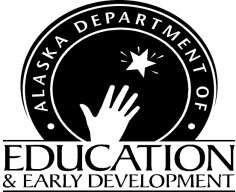 • ALASKA DEPARTMENT OF •
EDUCATION
& EARLY DEVELOPMENT